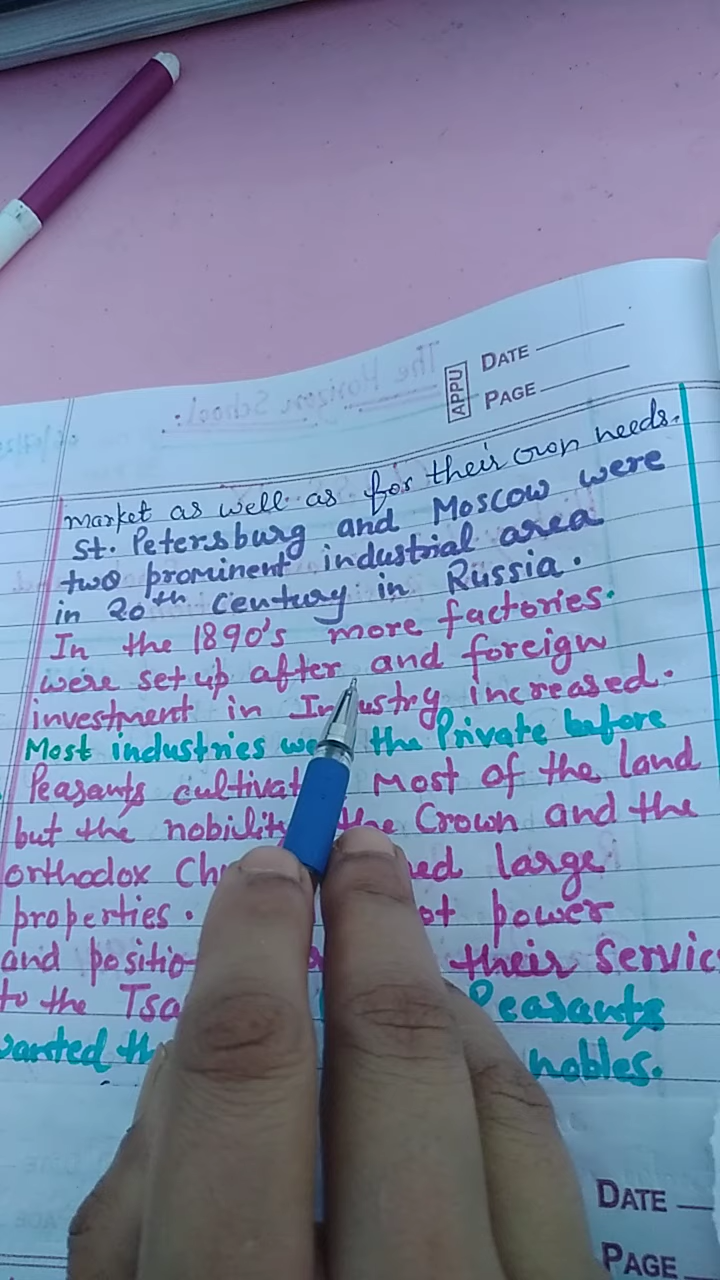 The Horizon School:
APPU
DATE
PAGE
market as well as for their own needs.
St. Petersburg and Moscow were
two prominent industrial area
in 20th century in Russia.
In the 1890's more factories.
were set up after and foreign
investment in Industry increased.
Most industries we the Private before
Peasants cultivat Most of the land
but the nobility the Crown and the
orthodox Ch ed large
properties. ot power
and positio their Servic
to the Tsa Peasants
wanted th nobles.
DATE
PAGE